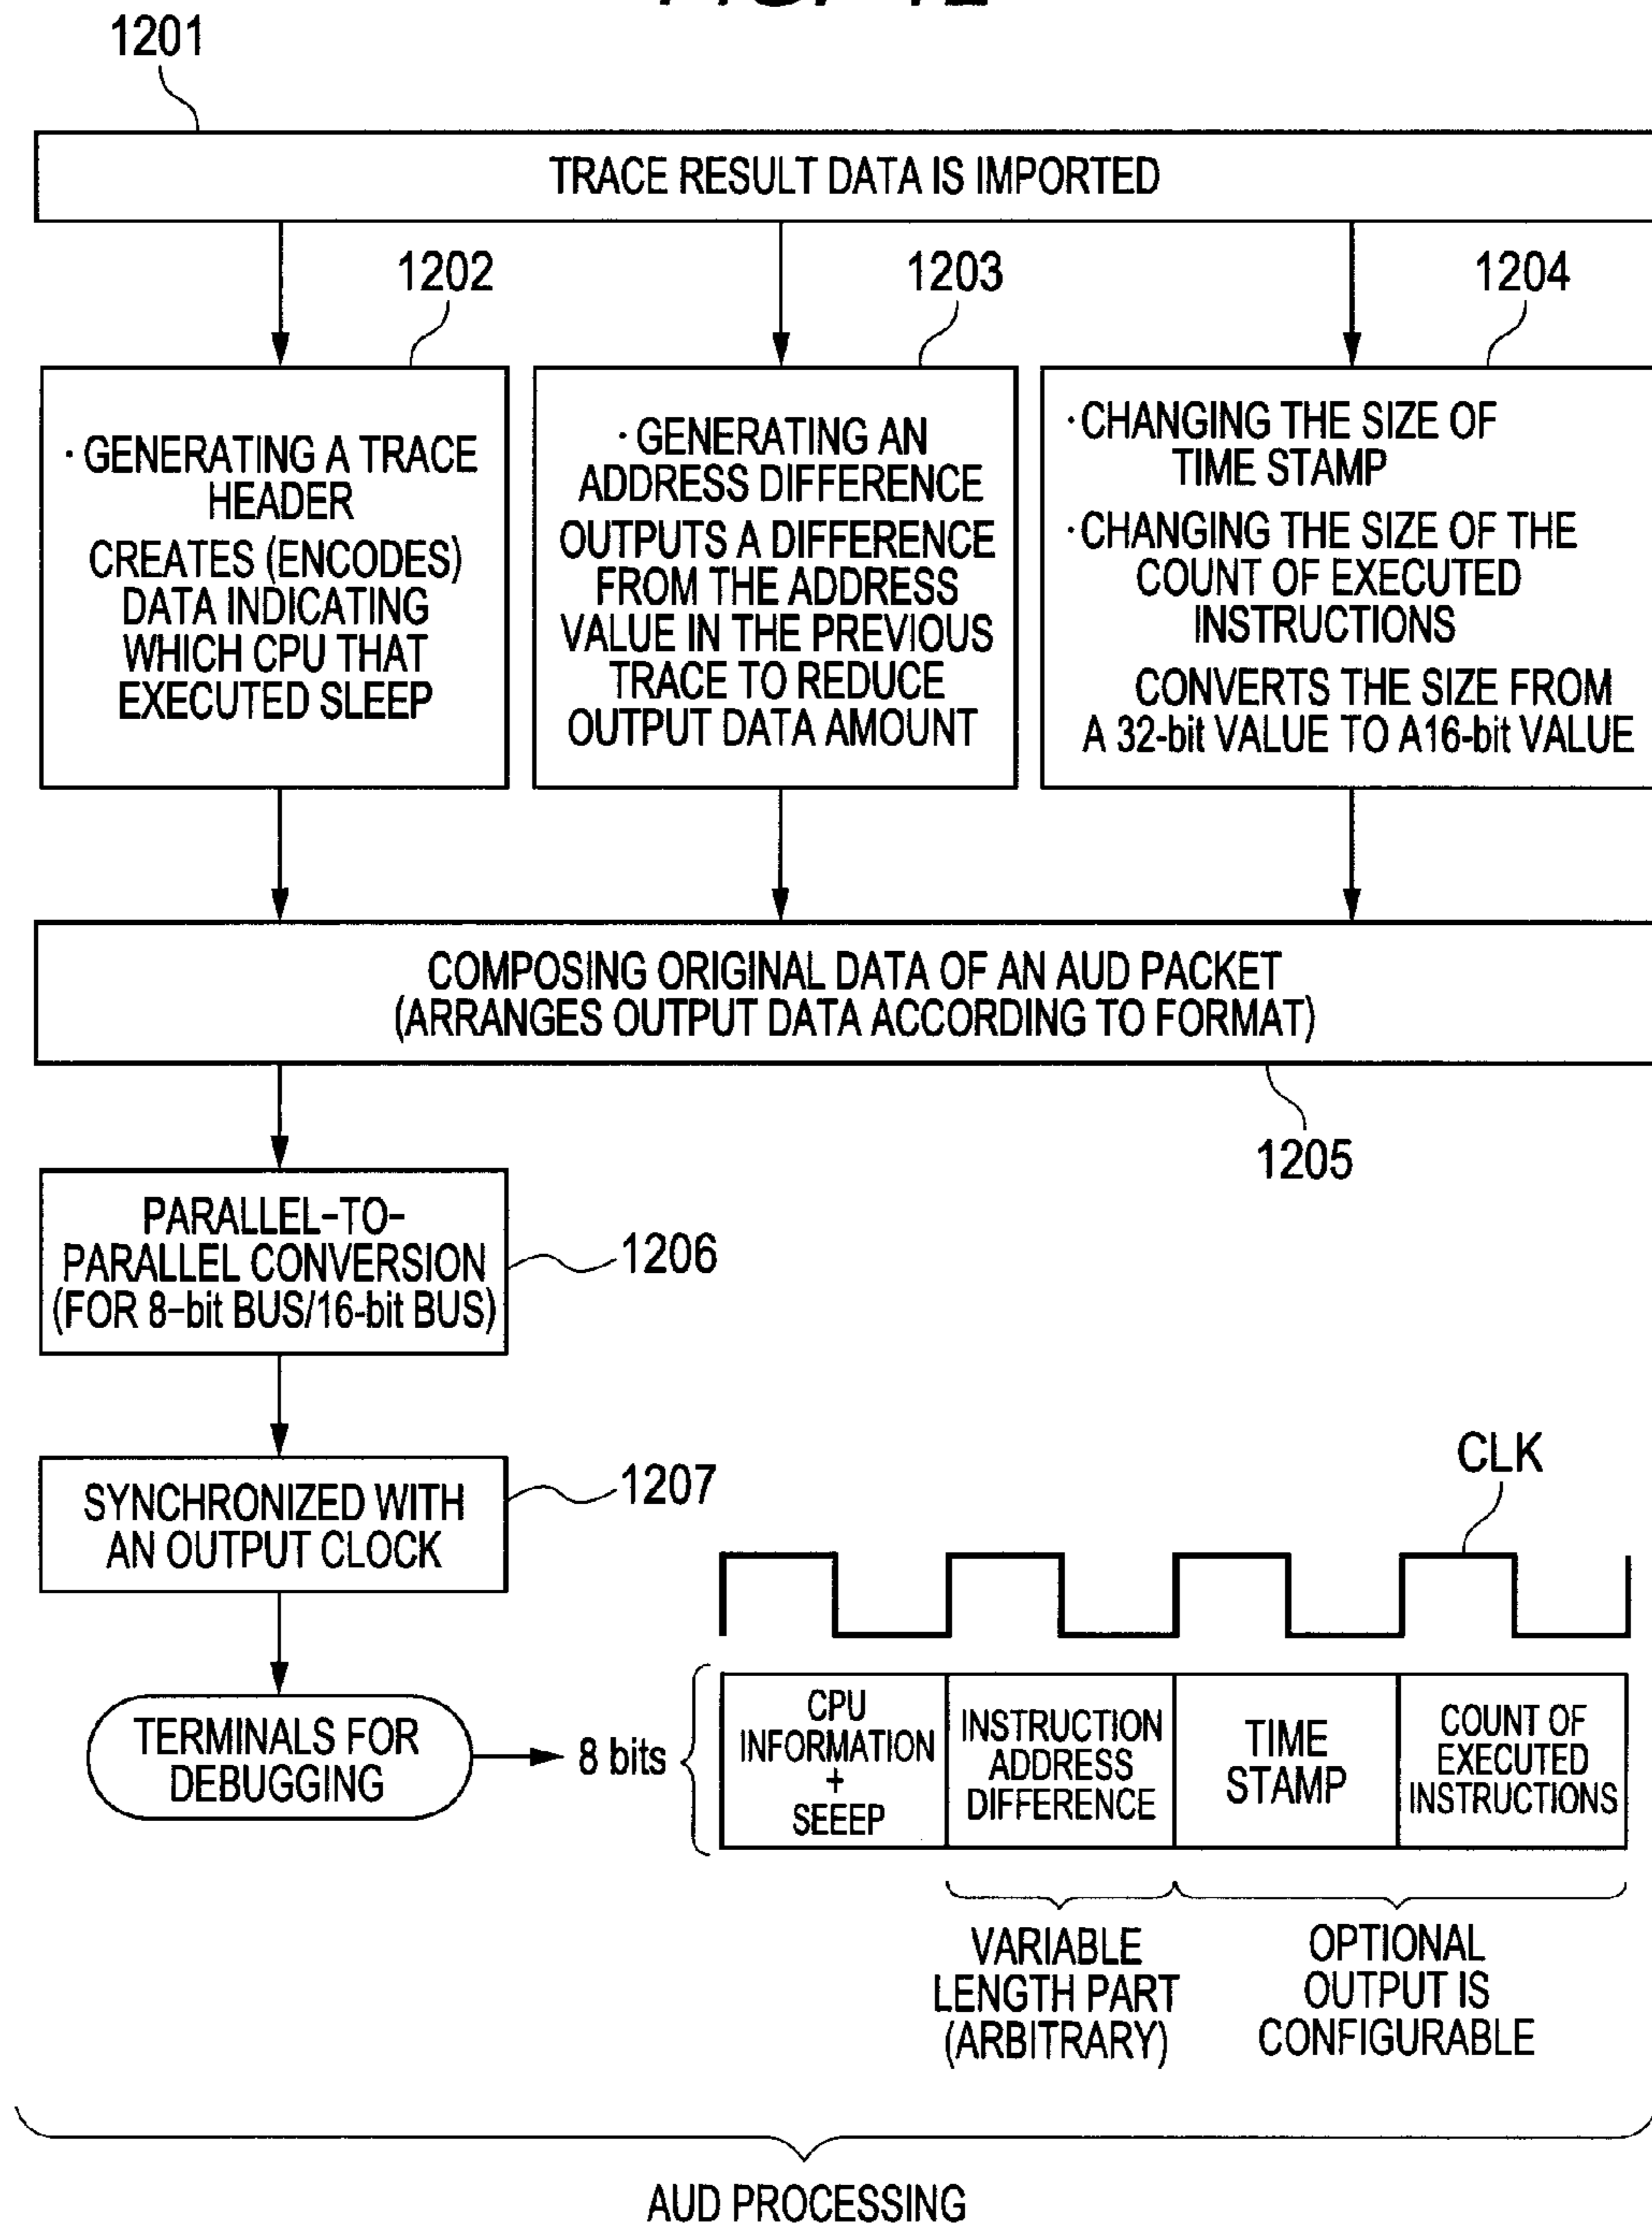 1201
TRACE RESULT DATA IS IMPORTED
1202
1203
1204
· GENERATING A TRACE
HEADER
CREATES (ENCODES)
DATA INDICATING
WHICH CPU THAT
EXECUTED SLEEP
· GENERATING AN
ADDRESS DIFFERENCE
OUTPUTS A DIFFERENCE
FROM THE ADDRESS
VALUE IN THE PREVIOUS
TRACE TO REDUCE
OUTPUT DATA AMOUNT
· CHANGING THE SIZE OF
TIME STAMP
· CHANGING THE SIZE OF THE
COUNT OF EXECUTED
INSTRUCTIONS
CONVERTS THE SIZE FROM
A 32-bit VALUE TO A16-bit VALUE
COMPOSING ORIGINAL DATA OF AN AUD PACKET
(ARRANGES OUTPUT DATA ACCORDING TO FORMAT)
1205
PARALLEL-TO-
PARALLEL CONVERSION
(FOR 8-bit BUS/16-bit BUS)
1206
SYNCHRONIZED WITH
AN OUTPUT CLOCK
1207
CLK
TERMINALS FOR
DEBUGGING
8 bits
CPU
INFORMATION
+
SEEEP
INSTRUCTION
ADDRESS
DIFFERENCE
TIME
STAMP
COUNT OF
EXECUTED
INSTRUCTIONS
VARIABLE
LENGTH PART
(ARBITRARY)
OPTIONAL
OUTPUT IS
CONFIGURABLE
AUD PROCESSING